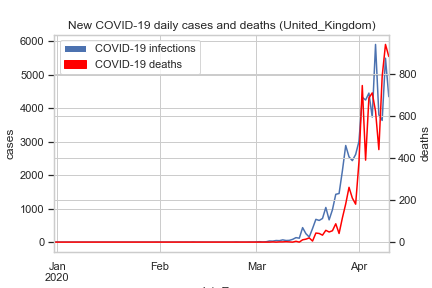 New COVID-19 daily cases and deaths (United_Kingdom)
COVID-19 infections
COVID-19 deaths
6000
5000
4000
3000
2000
1000
0
cases
800
600
400
200
0
deaths
Jan
2020
Feb
Mar
Apr